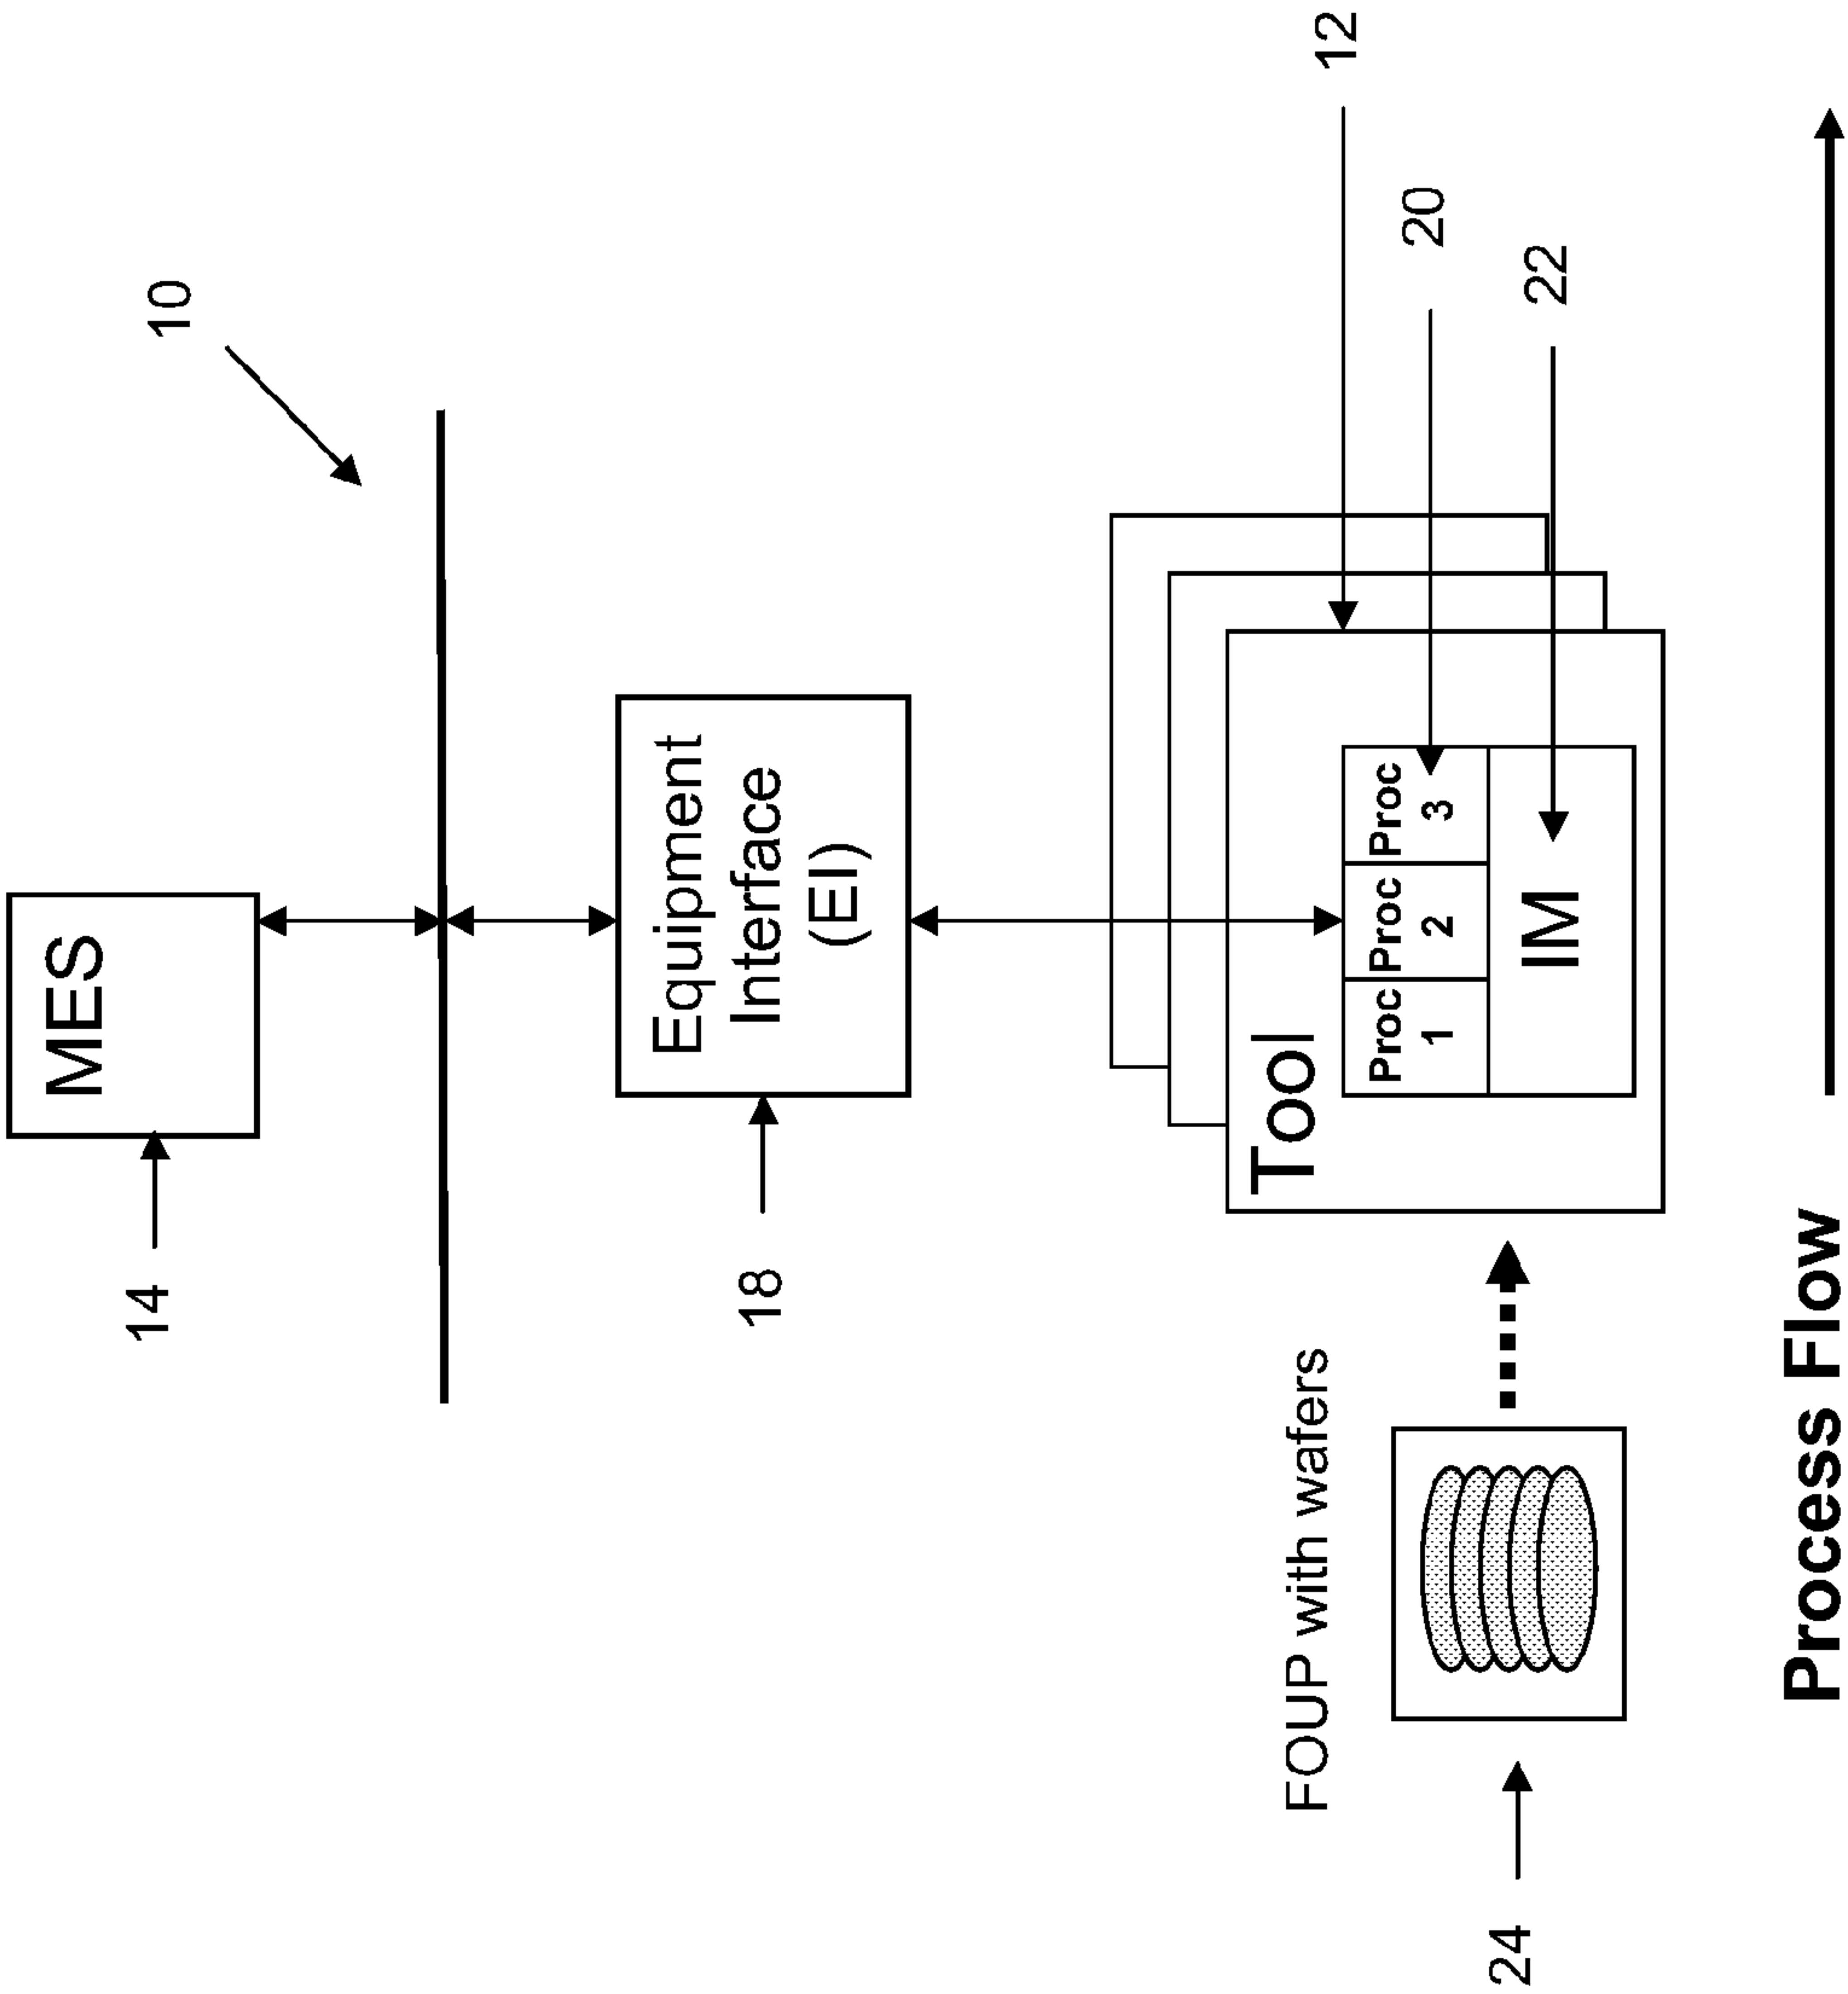 MES
14
10
Equipment
Interface
(EI)
18
12
Tool
Proc
1
Proc
2
Proc
3
20
IM
22
FOUP with wafers
24
Process Flow